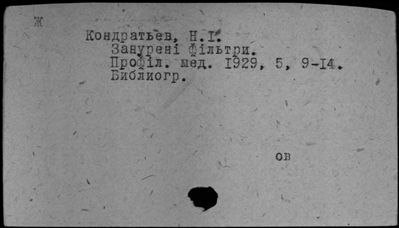 Ж
Кондратьев, Н.І.
Занурені фільтри.
Профіл. мед. 1929, 5, 9-14.
Библиогр.
ов